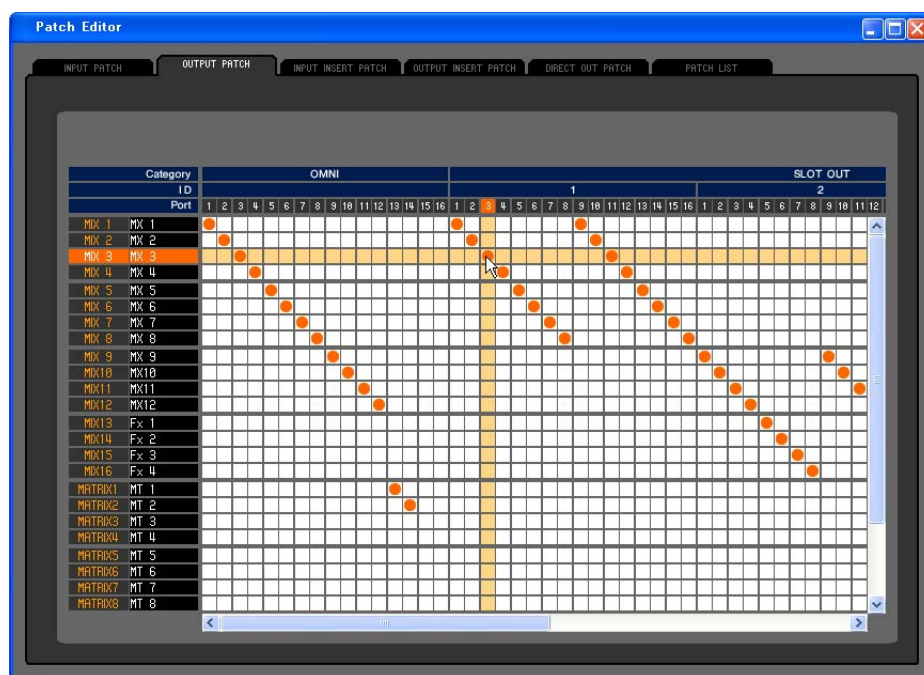 Patch Editor
INPUT PATCH OUTPUT PATCH INPUT INSERT PATCH OUTPUT INSERT PATCH DIRECT OUT PATCH PATCH LIST
Category OMNI SLOT OUT
ID 1 2
Port 1 2 3 4 5 6 7 8 9 10 11 12 13 14 15 16 1 2 3 4 5 6 7 8 9 10 11 12 13 14 15 16 1 2 3 4 5 6 7 8 9 10 11 12
MIX 1 MX 1
MIX 2 MX 2
MIX 3 MX 3
MIX 4 MX 4
MIX 5 MX 5
MIX 6 MX 6
MIX 7 MX 7
MIX 8 MX 8
MIX 9 MX 9
MIX10 MX10
MIX11 MX11
MIX12 MX12
MIX13 Fx 1
MIX14 Fx 2
MIX15 Fx 3
MIX16 Fx 4
MATRIX1 MT 1
MATRIX2 MT 2
MATRIX3 MT 3
MATRIX4 MT 4
MATRIX5 MT 5
MATRIX6 MT 6
MATRIX7 MT 7
MATRIX8 MT 8